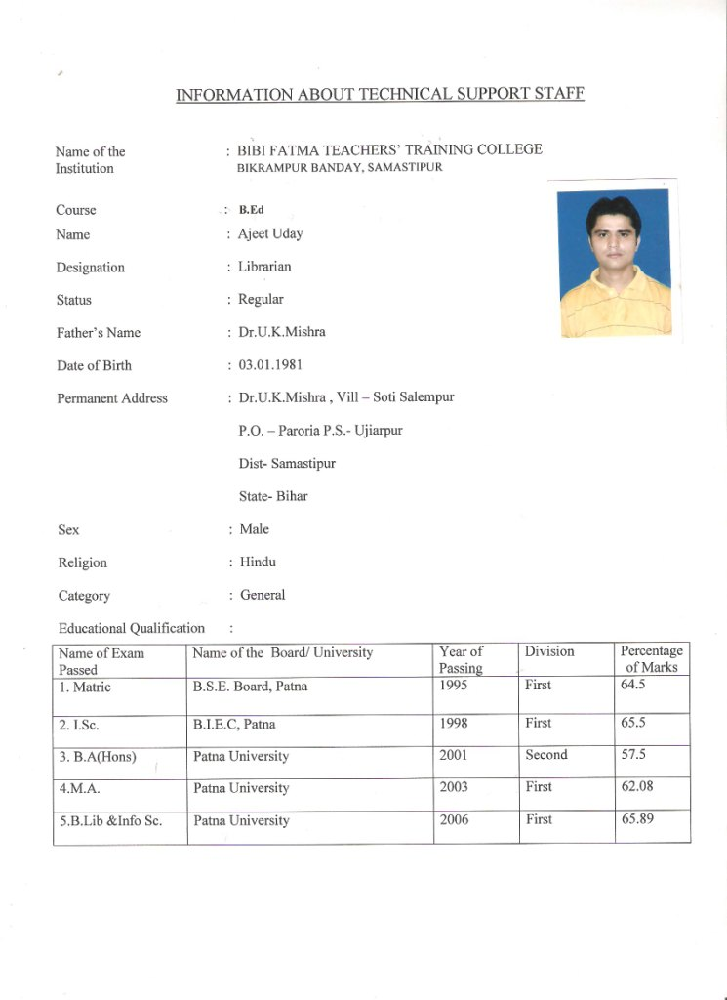 INFORMATION ABOUT TECHNICAL SUPPORT STAFF
Name of the Institution : BIBI FATMA TEACHERS' TRAINING COLLEGE
BIKRAMPUR BANDAY, SAMASTIPUR
Course : B.Ed
Name : Ajeet Uday
Designation : Librarian
Status : Regular
Father's Name : Dr.U.K.Mishra
Date of Birth : 03.01.1981
Permanent Address : Dr.U.K.Mishra , Vill – Soti Salempur
P.O. – Paroria P.S.- Ujiarpur
Dist- Samastipur
State- Bihar
Sex : Male
Religion : Hindu
Category : General
Educational Qualification :
Name of Exam Passed Name of the Board/ University Year of Passing Division Percentage of Marks
1. Matric B.S.E. Board, Patna 1995 First 64.5
2. I.Sc. B.I.E.C, Patna 1998 First 65.5
3. B.A(Hons) Patna University 2001 Second 57.5
4.M.A. Patna University 2003 First 62.08
5.B.Lib &Info Sc. Patna University 2006 First 65.89